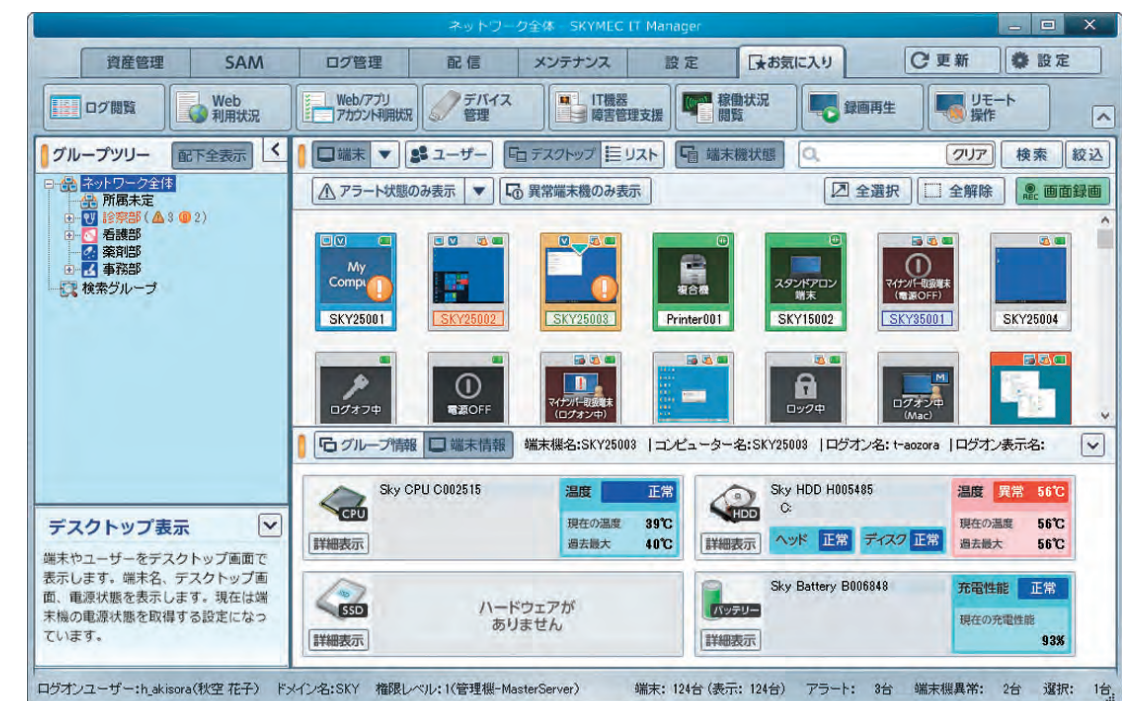 ネットワーク全体 - SKYMEC IT Manager
資産管理 SAM ログ管理 配信 メンテナンス 設定 お気に入り 更新 設定
ログ閲覧
Web
利用状況
Web/アプリ
アカウント利用状況
デバイス
管理
IT機器
障害管理支援
稼働状況
閲覧
録画再生
リモート
操作
グループツリー 配下全表示
ネットワーク全体
所属未定
診察部(3 2)
看護部
薬剤部
事務部
検索グループ
端末 ユーザー デスクトップ リスト 端末機状態 クリア 検索 絞込
アラート状態のみ表示 異常端末機のみ表示 全選択 全解除 REC 画面録画
My
Compu
SKY25001
SKY25002
SKY25003
複合機
Printer001
スタンドアロン
端末
SKY15002
マイナンバー取扱端末
(電源OFF)
SKY35001
SKY25004
ログオフ中
電源OFF
マイナンバー取扱端末
(ログオン中)
ロック中
M
ログオン中
(Mac)
グループ情報 端末情報 端末機名:SKY25003 |コンピューター名:SKY25003 |ログオン名: t-aozora |ログオン表示名:
CPU
詳細表示
Sky CPU C002515
温度 正常
現在の温度 39℃
過去最大 40℃
HDD
詳細表示
Sky HDD H005485
C:
ヘッド 正常 ディスク 正常
温度 異常 56℃
現在の温度 56℃
過去最大 56℃
SSD
詳細表示
ハードウェアが
ありません
バッテリー
詳細表示
Sky Battery B006848
充電性能 正常
現在の充電性能
93%
デスクトップ表示
端末やユーザーをデスクトップ画面で
表示します。端末名、デスクトップ画
面、電源状態を表示します。現在は端
末機の電源状態を取得する設定になっ
ています。
ログオンユーザー:h_akisora(秋空 花子) ドメイン名:SKY 権限レベル:1(管理機-MasterServer) 端末: 124台 (表示: 124台) アラート: 3台 端末機異常: 2台 選択: 1台